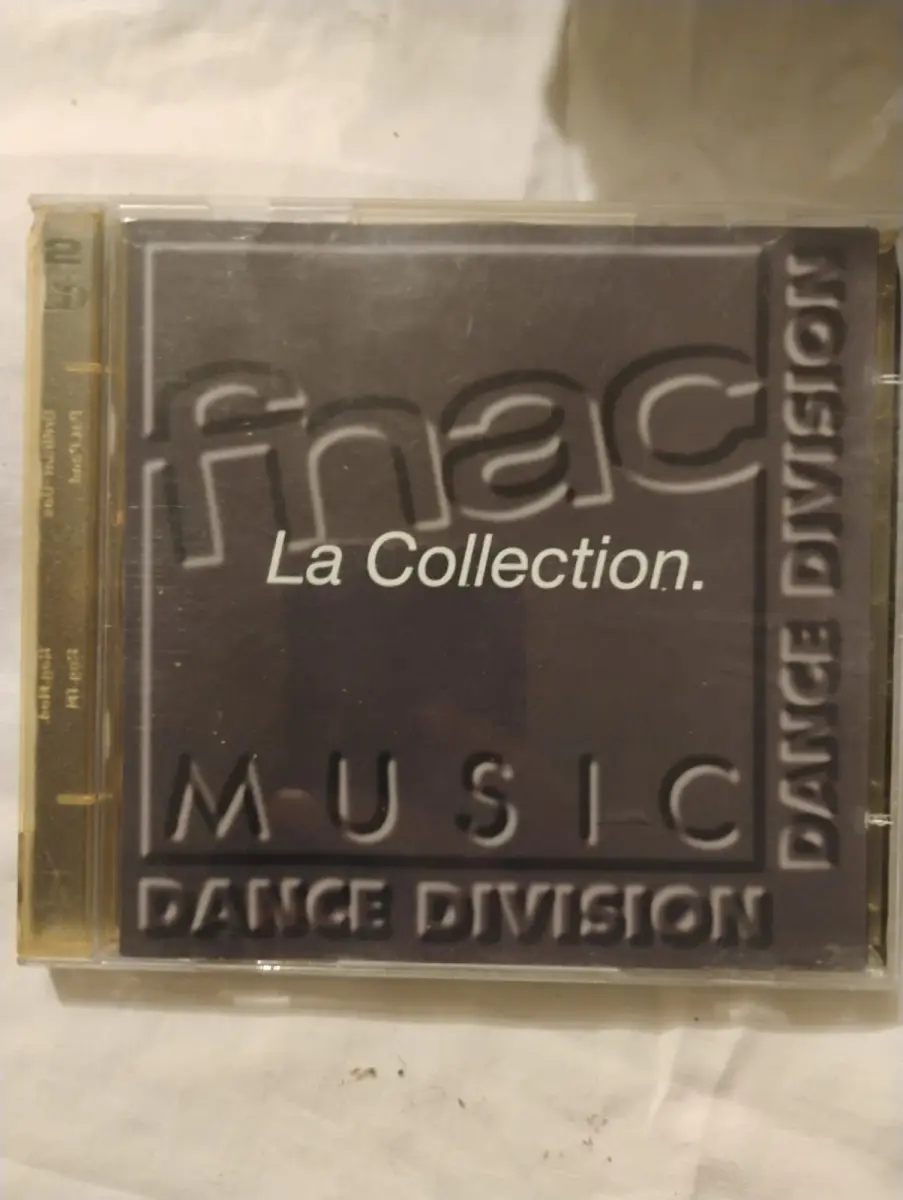 fnac
La Collection.
MUSIC
DANCE DIVISION
DANCE DIVISION